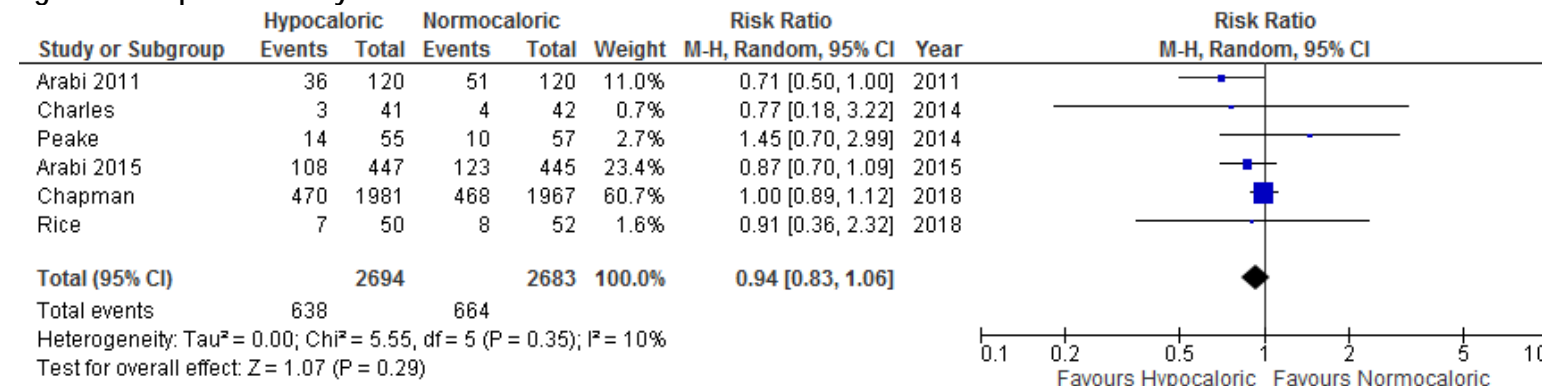 Hypocaloric Normocaloric Risk Ratio Risk Ratio
Study or Subgroup Events Total Events Total Weight M-H, Random, 95% CI Year M-H, Random, 95% CI
Arabi 2011 36 120 51 120 11.0% 0.71 [0.50, 1.00] 2011
Charles 3 41 4 42 0.7% 0.77 [0.18, 3.22] 2014
Peake 14 55 10 57 2.7% 1.45 [0.70, 2.99] 2014
Arabi 2015 108 447 123 445 23.4% 0.87 [0.70, 1.09] 2015
Chapman 470 1981 468 1967 60.7% 1.00 [0.89, 1.12] 2018
Rice 7 50 8 52 1.6% 0.91 [0.36, 2.32] 2018
Total (95% CI) 2694 2683 100.0% 0.94 [0.83, 1.06]
Total events 638 664
Heterogeneity: Tau² = 0.00; Chi² = 5.55, df = 5 (P = 0.35); I² = 10%
Test for overall effect: Z = 1.07 (P = 0.29)
0.1 0.2 0.5 1 2 5 10
Favours Hypocaloric Favours Normocaloric